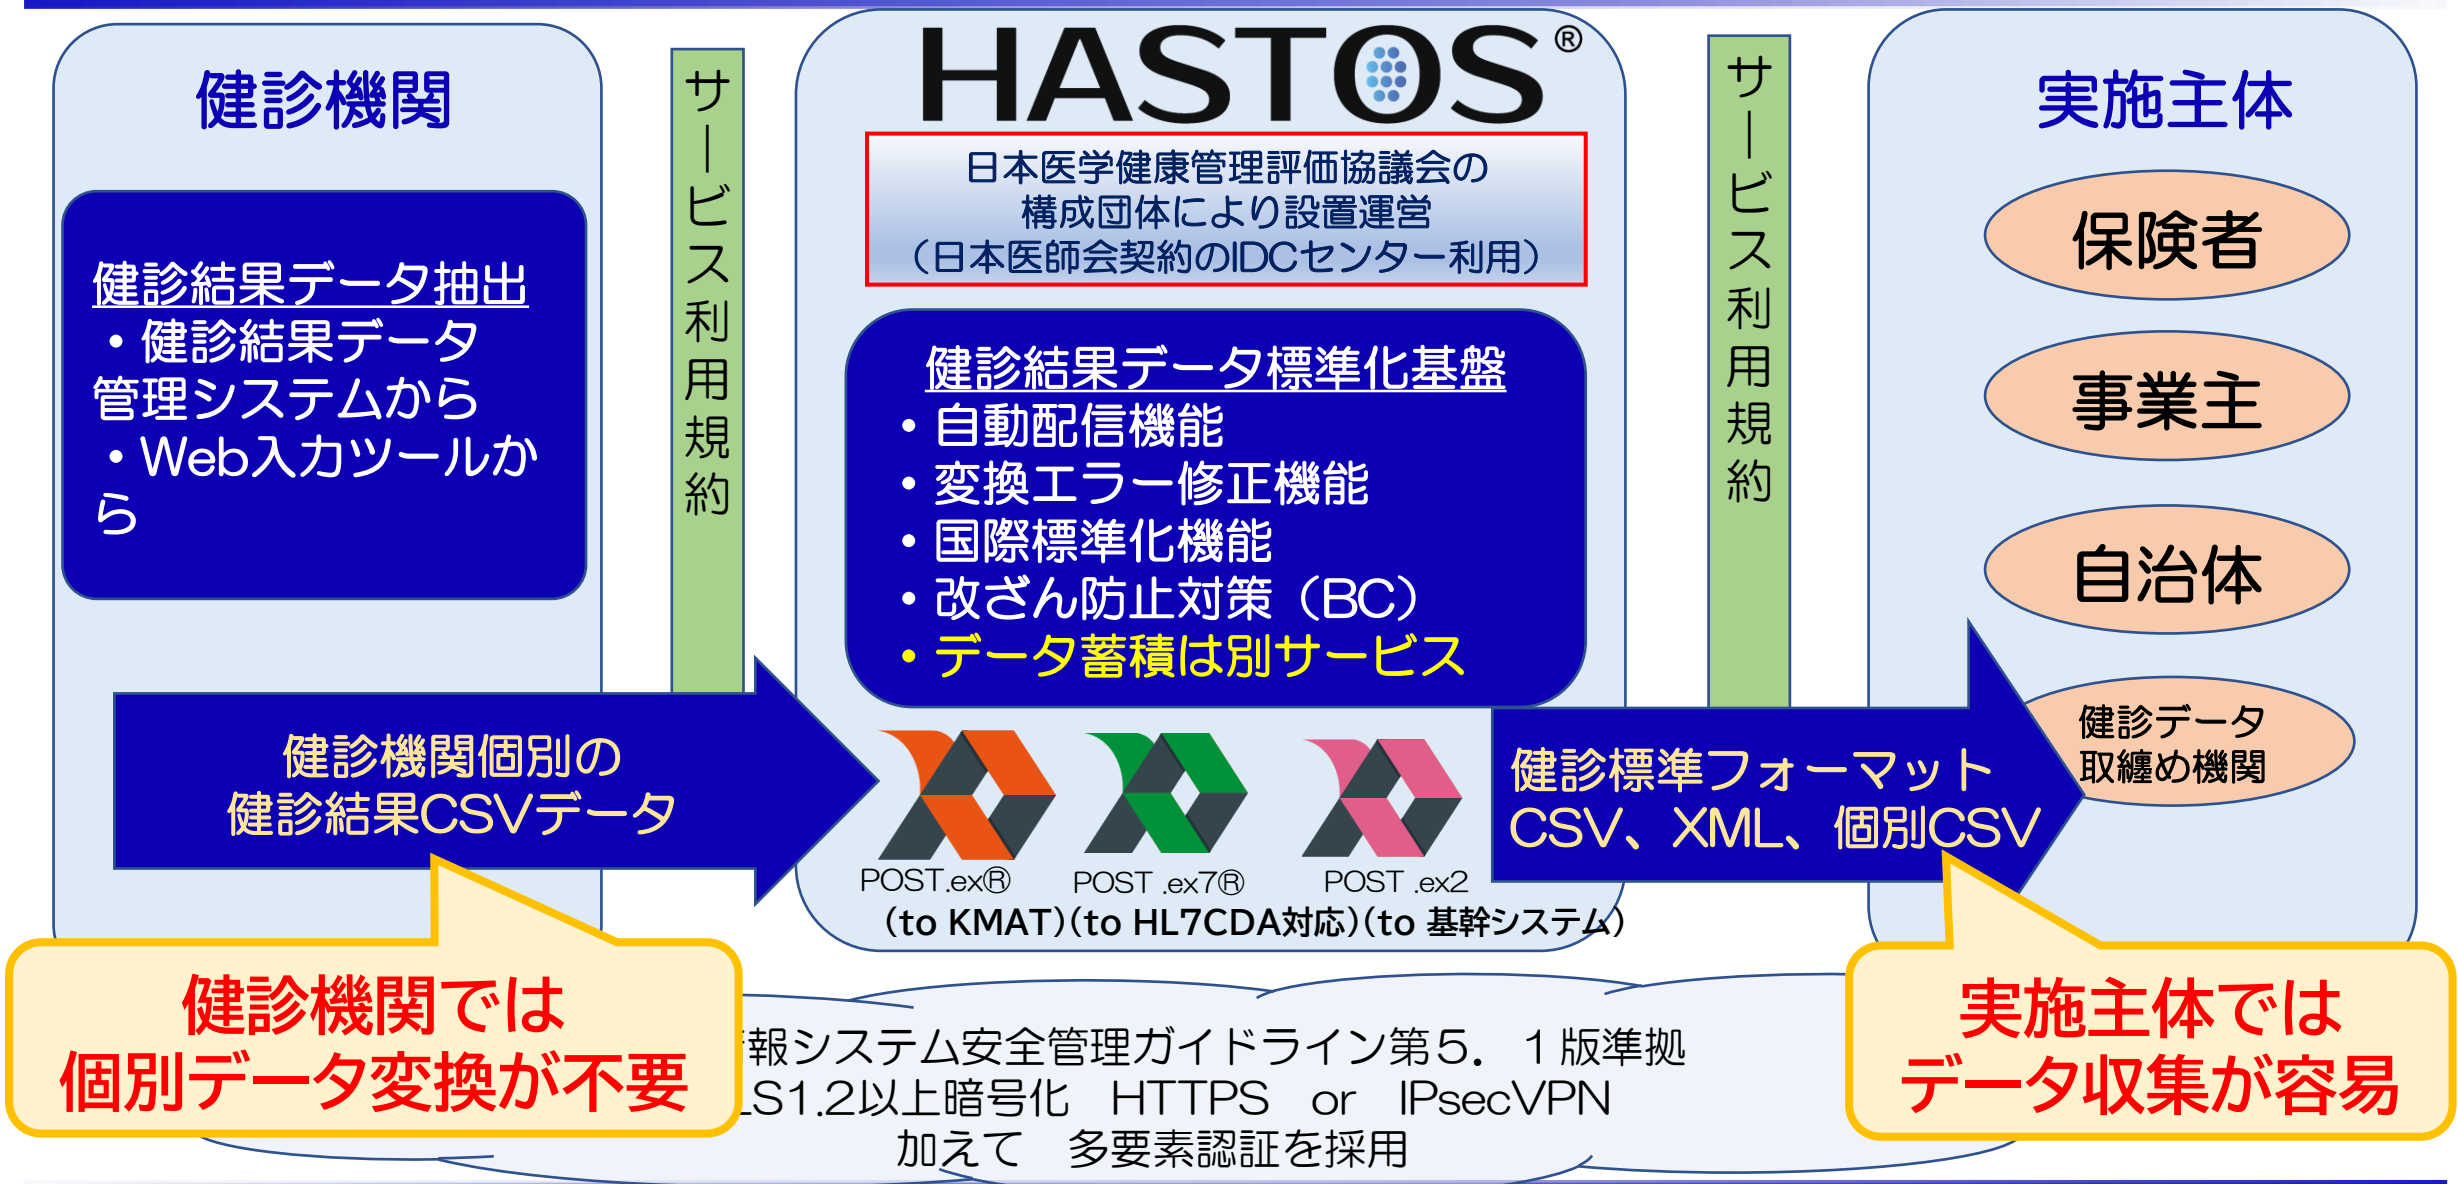 健診機関
健診結果データ抽出
・健診結果データ
管理システムから
・Web入力ツールか
ら
サービス利用規約
HASTOS®
日本医学健康管理評価協議会の
構成団体により設置運営
（日本医師会契約のIDCセンター利用）
健診結果データ標準化基盤
・自動配信機能
・変換エラー修正機能
・国際標準化機能
・改ざん防止対策（BC）
・データ蓄積は別サービス
サービス利用規約
実施主体
保険者
事業主
自治体
健診データ
取纏め機関
健診機関個別の
健診結果CSVデータ
POST.ex®
POST .ex7®
POST .ex2
(to KMAT)(to HL7CDA対応)(to 基幹システム)
健診標準フォーマット
CSV、XML、個別CSV
健診機関では
個別データ変換が不要
実施主体では
データ収集が容易
報システム安全管理ガイドライン第５．１版準拠
LS1.2以上暗号化　HTTPS　or　IPsecVPN
加えて　多要素認証を採用